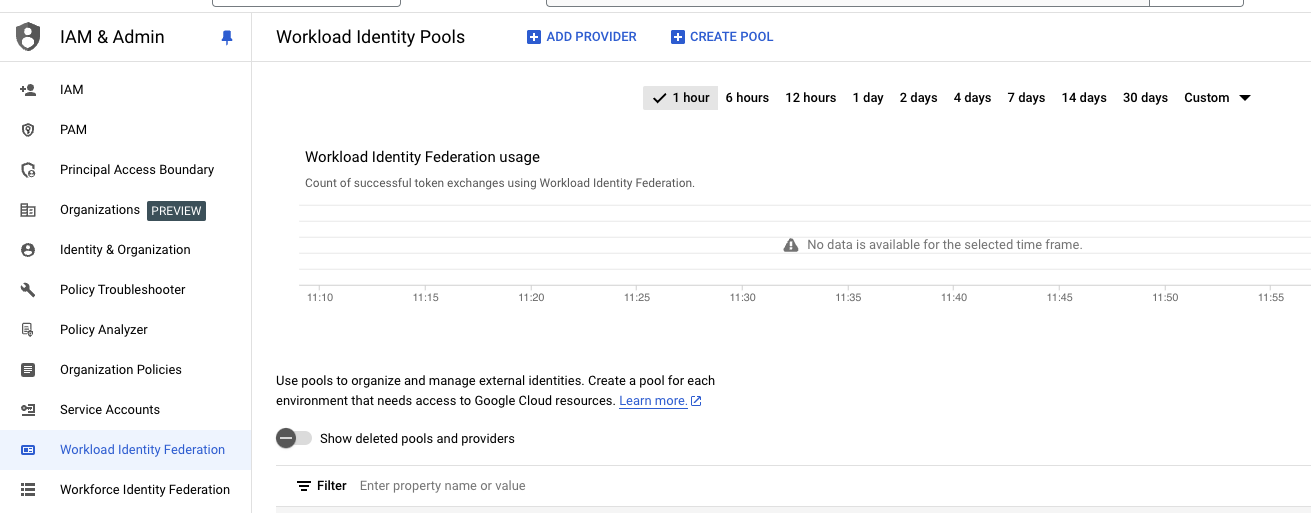 IAM & Admin
Workload Identity Pools
ADD PROVIDER
CREATE POOL
IAM
PAM
Principal Access Boundary
Organizations PREVIEW
Identity & Organization
Policy Troubleshooter
Policy Analyzer
Organization Policies
Service Accounts
Workload Identity Federation
Workforce Identity Federation
1 hour 6 hours 12 hours 1 day 2 days 4 days 7 days 14 days 30 days Custom
Workload Identity Federation usage
Count of successful token exchanges using Workload Identity Federation.
No data is available for the selected time frame.
11:10 11:15 11:20 11:25 11:30 11:35 11:40 11:45 11:50 11:55
Use pools to organize and manage external identities. Create a pool for each
environment that needs access to Google Cloud resources. Learn more.
Show deleted pools and providers
Filter Enter property name or value